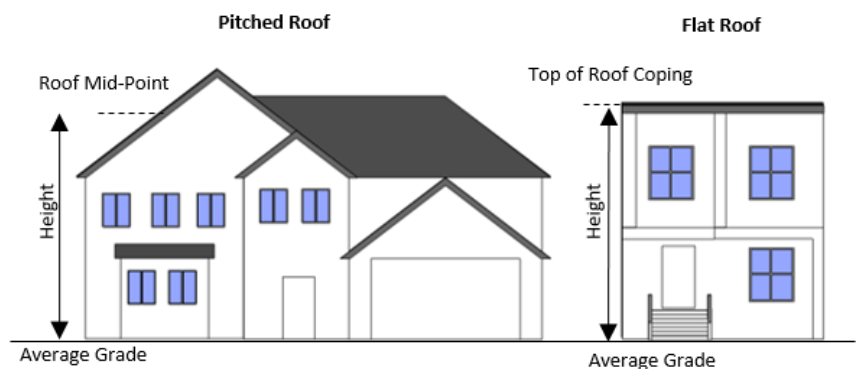 Pitched Roof
Flat Roof
Roof Mid-Point
Top of Roof Coping
Height
Height
Average Grade
Average Grade